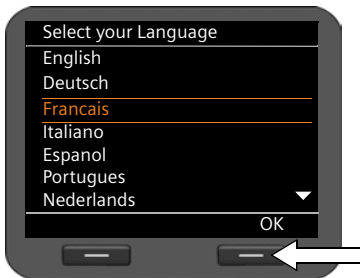 Select your Language
English
Deutsch
Francais
Italiano
Espanol
Portugues
Nederlands
OK